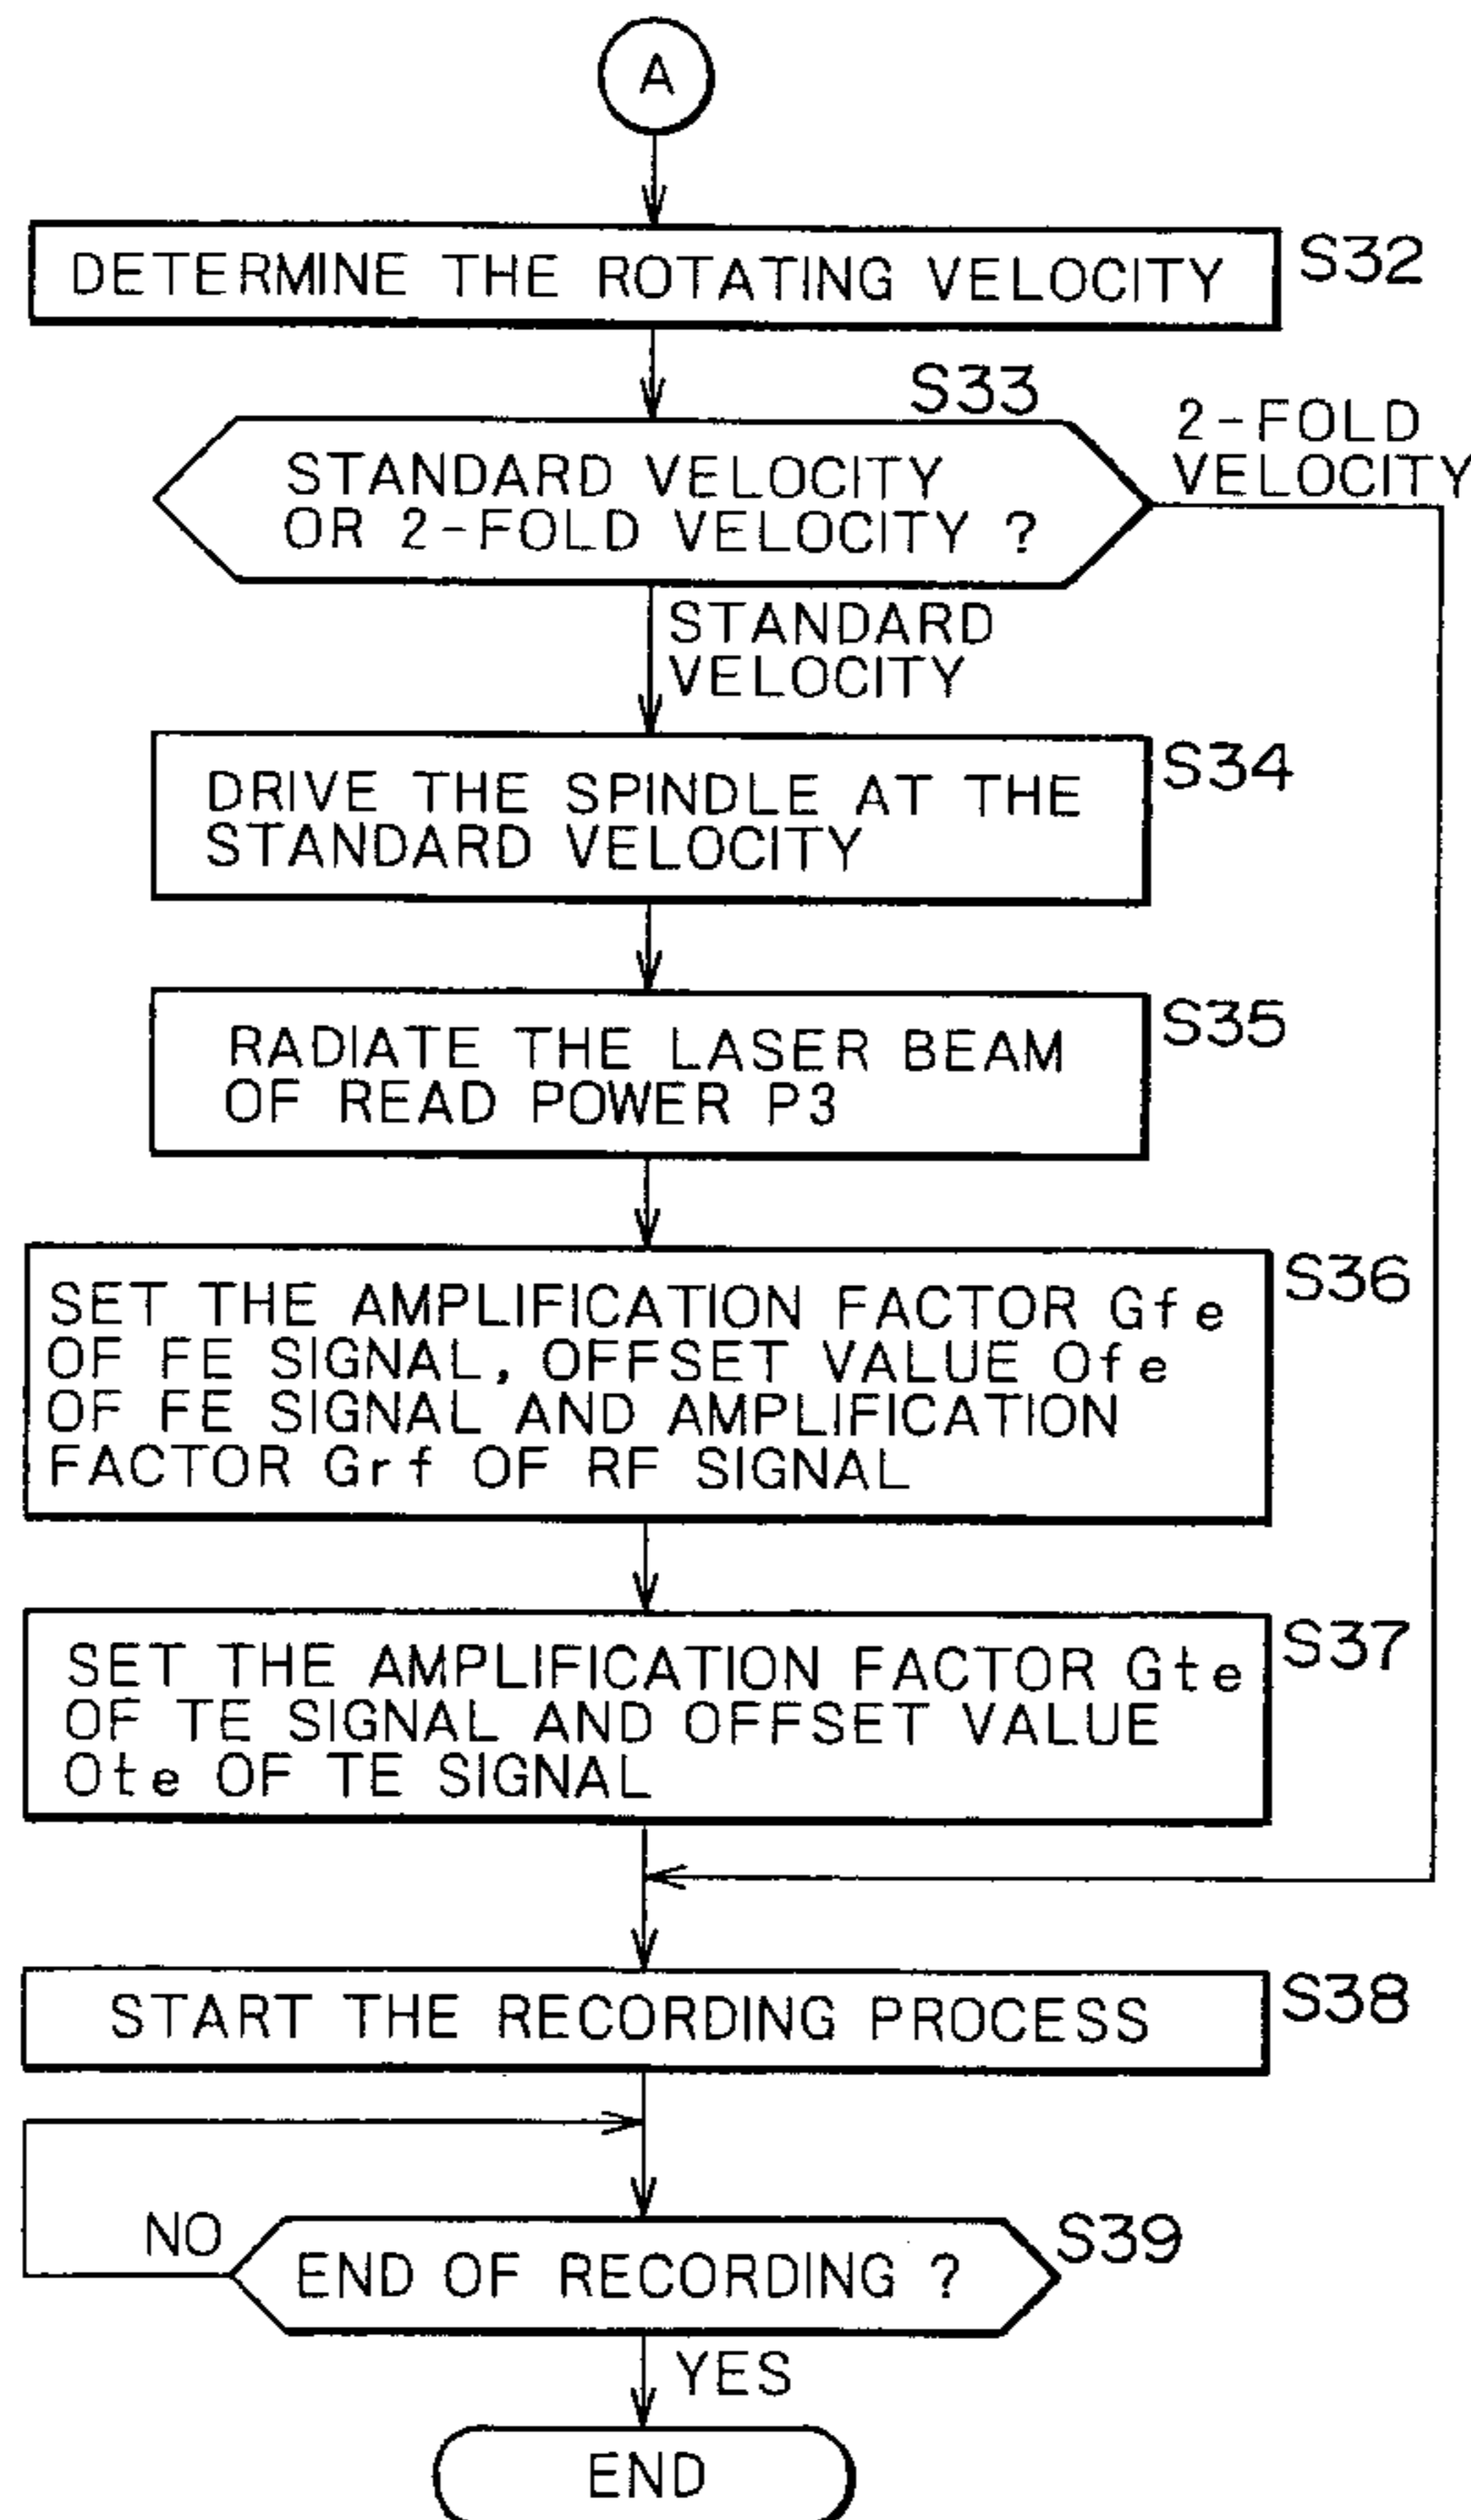 A
DETERMINE THE ROTATING VELOCITY
S32
S33
STANDARD VELOCITY
OR 2-FOLD VELOCITY ?
2-FOLD
VELOCITY
STANDARD
VELOCITY
DRIVE THE SPINDLE AT THE
STANDARD VELOCITY
S34
RADIATE THE LASER BEAM
OF READ POWER P3
S35
SET THE AMPLIFICATION FACTOR Gfe
OF FE SIGNAL, OFFSET VALUE Ofe
OF FE SIGNAL AND AMPLIFICATION
FACTOR Grf OF RF SIGNAL
S36
SET THE AMPLIFICATION FACTOR Gte
OF TE SIGNAL AND OFFSET VALUE
Ote OF TE SIGNAL
S37
START THE RECORDING PROCESS
S38
NO
END OF RECORDING ?
S39
YES
END